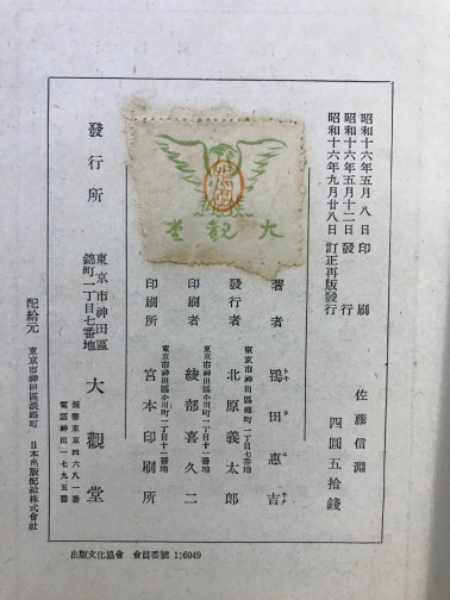 昭和十六年五月八日印刷
昭和十六年五月十二日發行
昭和十六年九月廿八日訂正再版發行
佐藤信淵
四圓五拾錢
大観堂
著者 鴇田惠吉
發行者 東京市神田區錦町一丁目七番地 北原義太郎
印刷者 東京市神田區小川町一丁目十一番地 綾部喜久二
印刷所 東京市神田區小川町一丁目十一番地 宮本印刷所
發行所 東京市神田區錦町一丁目七番地 大觀堂
振替東京四六八一番
電話神田一七九五番
配給元 東京市神田區淡路町 日本出版配給株式會社
出版文化協會 會員番號 116049